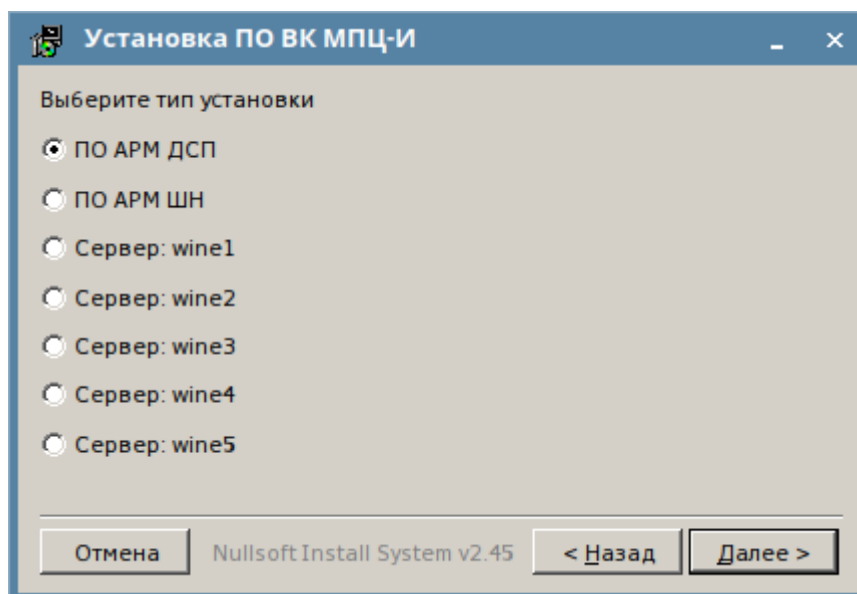 Установка ПО ВК МПЦ-И
Выберите тип установки
ПО АРМ ДСП
ПО АРМ ШН
Сервер: wine1
Сервер: wine2
Сервер: wine3
Сервер: wine4
Сервер: wine5
Отмена Nullsoft Install System v2.45 < Назад Далее >